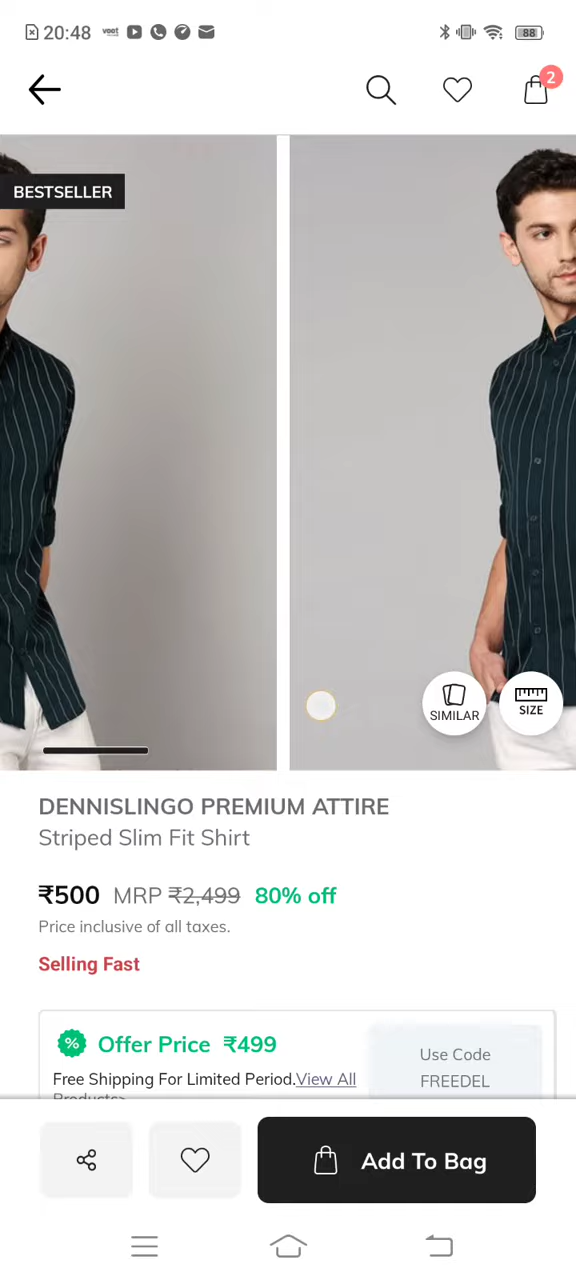 20:48 voot 88
2
BESTSELLER
SIMILAR
SIZE
DENNISLINGO PREMIUM ATTIRE
Striped Slim Fit Shirt
₹500 MRP ₹2,499 80% off
Price inclusive of all taxes.
Selling Fast
% Offer Price ₹499
Use Code
Free Shipping For Limited Period.View All
FREEDEL
Products>
Add To Bag